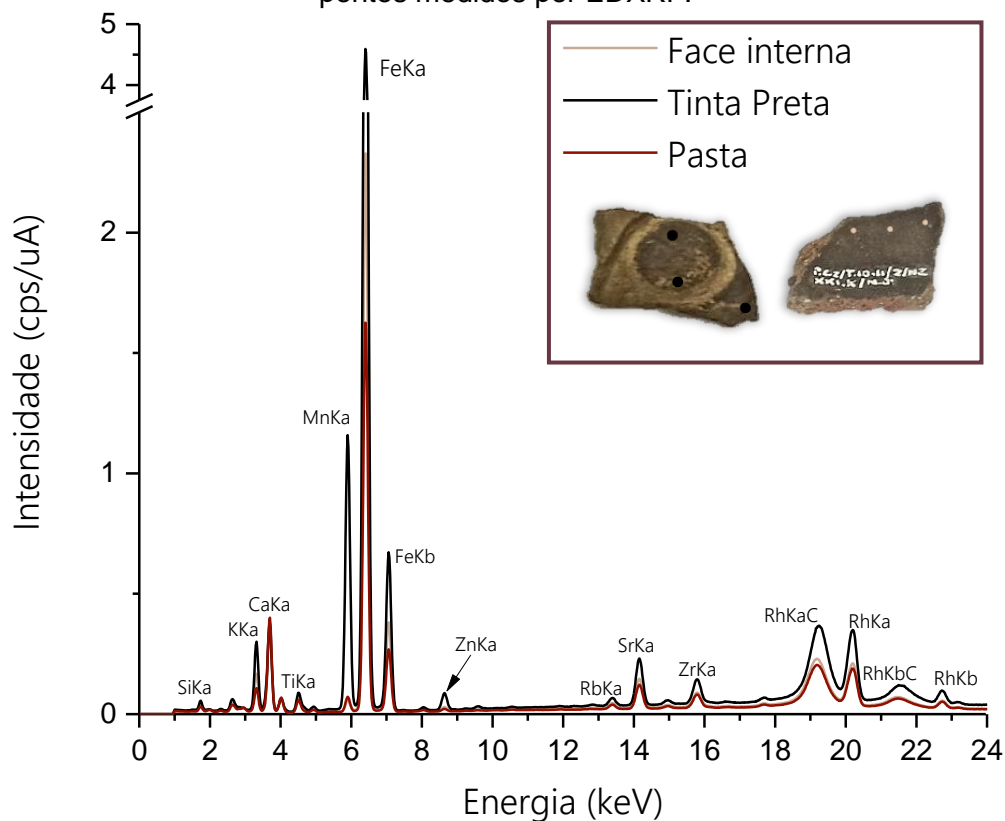 pontos medidos por EDXRF.
Face interna
Tinta Preta
Pasta
5
4
2
1
0
Intensidade (cps/uA)
FeKa
MnKa
FeKb
CaKa
KKa
SiKa
TiKa
ZnKa
RbKa
SrKa
ZrKa
RhKaC
RhKa
RhKbC
RhKb
0 2 4 6 8 10 12 14 16 18 20 22 24
Energia (keV)